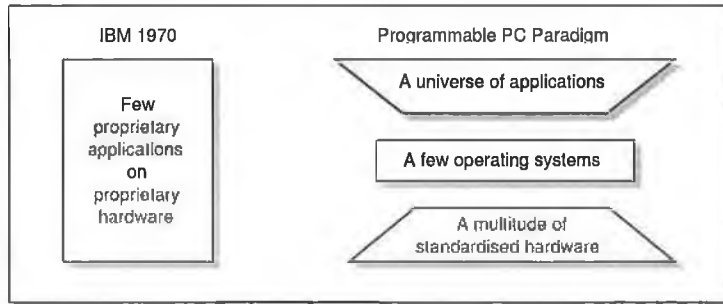 IBM 1970
Few
proprietary
applications
on
proprietary
hardware
Programmable PC Paradigm
A universe of applications
A few operating systems
A multitude of
standardised hardware